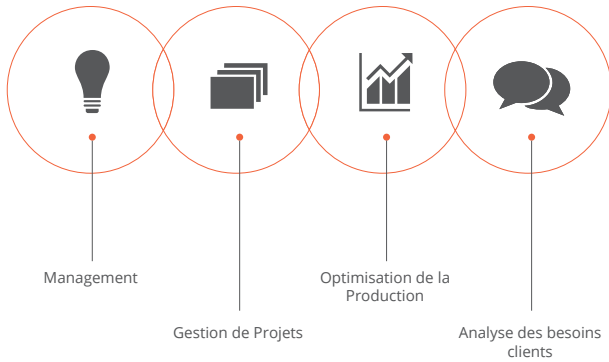 Management
Gestion de Projets
Optimisation de la
Production
Analyse des besoins
clients